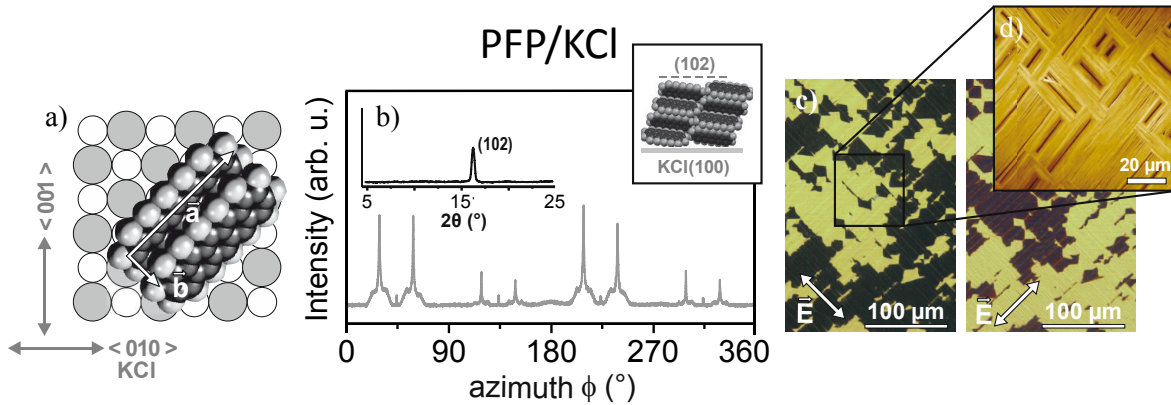 PFP/KCl
a)
a
b
< 001 >
< 010 >
KCl
b)
Intensity (arb. u.)
(102)
5
15
25
2θ (°)
(102)
KCl(100)
0
90
180
270
360
azimuth ϕ (°)
c)
E
100 µm
E
100 µm
d)
20 µm